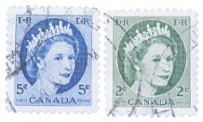 E R E R
5¢ 5¢
CANADA
E R E R
2¢ 2¢
CANADA